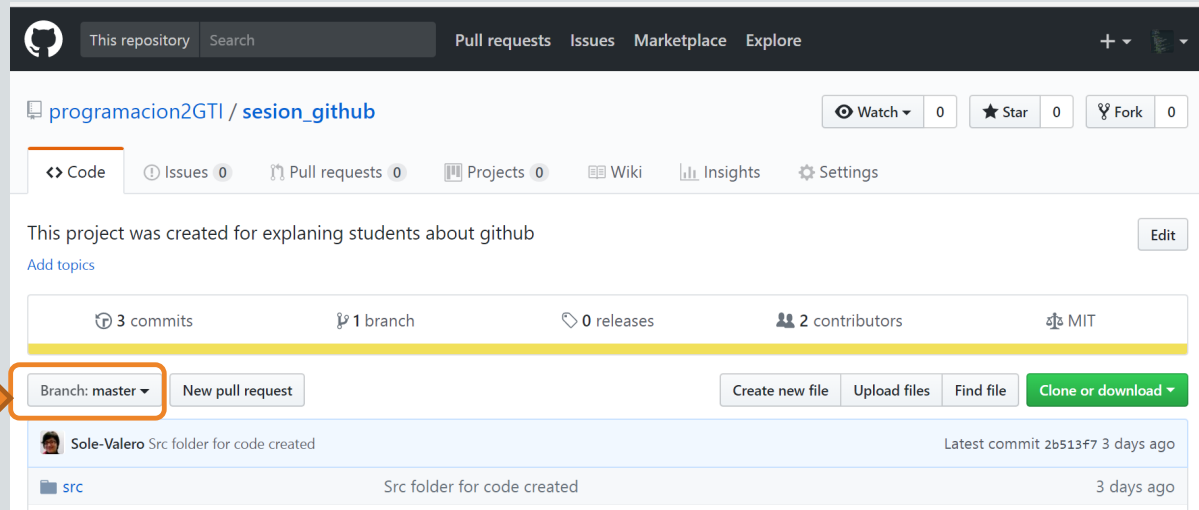 This repository Search Pull requests Issues Marketplace Explore
programacion2GTI / sesion_github Watch 0 Star 0 Fork 0
Code Issues 0 Pull requests 0 Projects 0 Wiki Insights Settings
This project was created for explaning students about github Edit
Add topics
3 commits 1 branch 0 releases 2 contributors MIT
Branch: master New pull request Create new file Upload files Find file Clone or download
Sole-Valero Src folder for code created Latest commit 2b513f7 3 days ago
src Src folder for code created 3 days ago